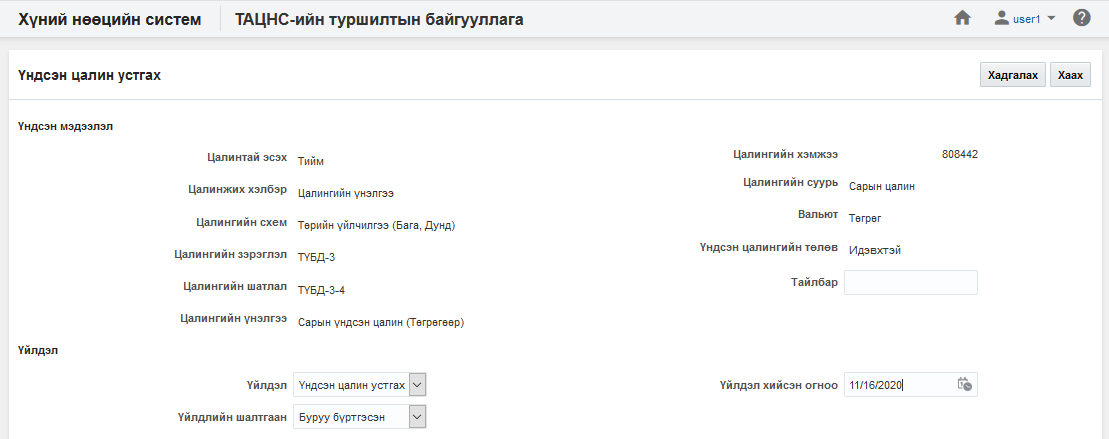 Хүний нөөцийн систем ТАЦНС-ийн туршилтын байгууллага user1
Үндсэн цалин устгах Хадгалах Хаах
Үндсэн мэдээлэл
Цалинтай эсэх Тийм Цалингийн хэмжээ 808442
Цалинжих хэлбэр Цалингийн үнэлгээ Цалингийн суурь Сарын цалин
Цалингийн схем Төрийн үйлчилгээ (Бага, Дунд) Вальют Төгрөг
Цалингийн зэрэглэл ТҮБД-3 Үндсэн цалингийн төлөв Идэвхтэй
Цалингийн шатлал ТҮБД-3-4 Тайлбар
Цалингийн үнэлгээ Сарын үндсэн цалин (Төгрөгөөр)
Үйлдэл
Үйлдэл Үндсэн цалин устгах Үйлдэл хийсэн огноо 11/16/2020
Үйлдлийн шалтгаан Буруу бүртгэсэн